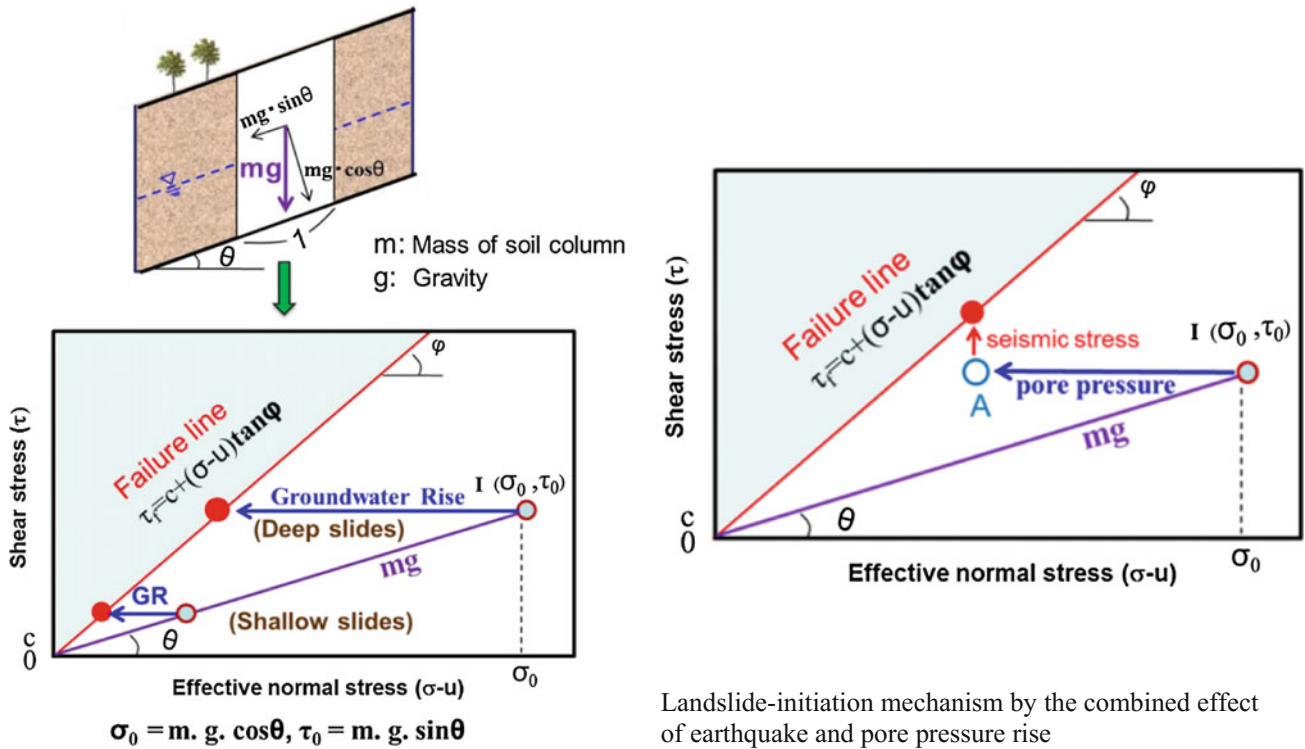 mg・sinθ
mg
mg・cosθ
1
θ
m: Mass of soil column
g: Gravity
φ
Failure line
τf=c+(σ-u)tanφ
Groundwater Rise
I (σ0 ,τ0)
(Deep slides)
mg
GR
(Shallow slides)
θ
Shear stress (τ)
c
0
σ0
Effective normal stress (σ-u)
σ0 = m. g. cosθ, τ0 = m. g. sinθ
φ
Failure line
τf=c+(σ-u)tanφ
seismic stress
I (σ0 ,τ0)
A
pore pressure
mg
θ
Shear stress (τ)
c
0
σ0
Effective normal stress (σ-u)
Landslide-initiation mechanism by the combined effect
of earthquake and pore pressure rise